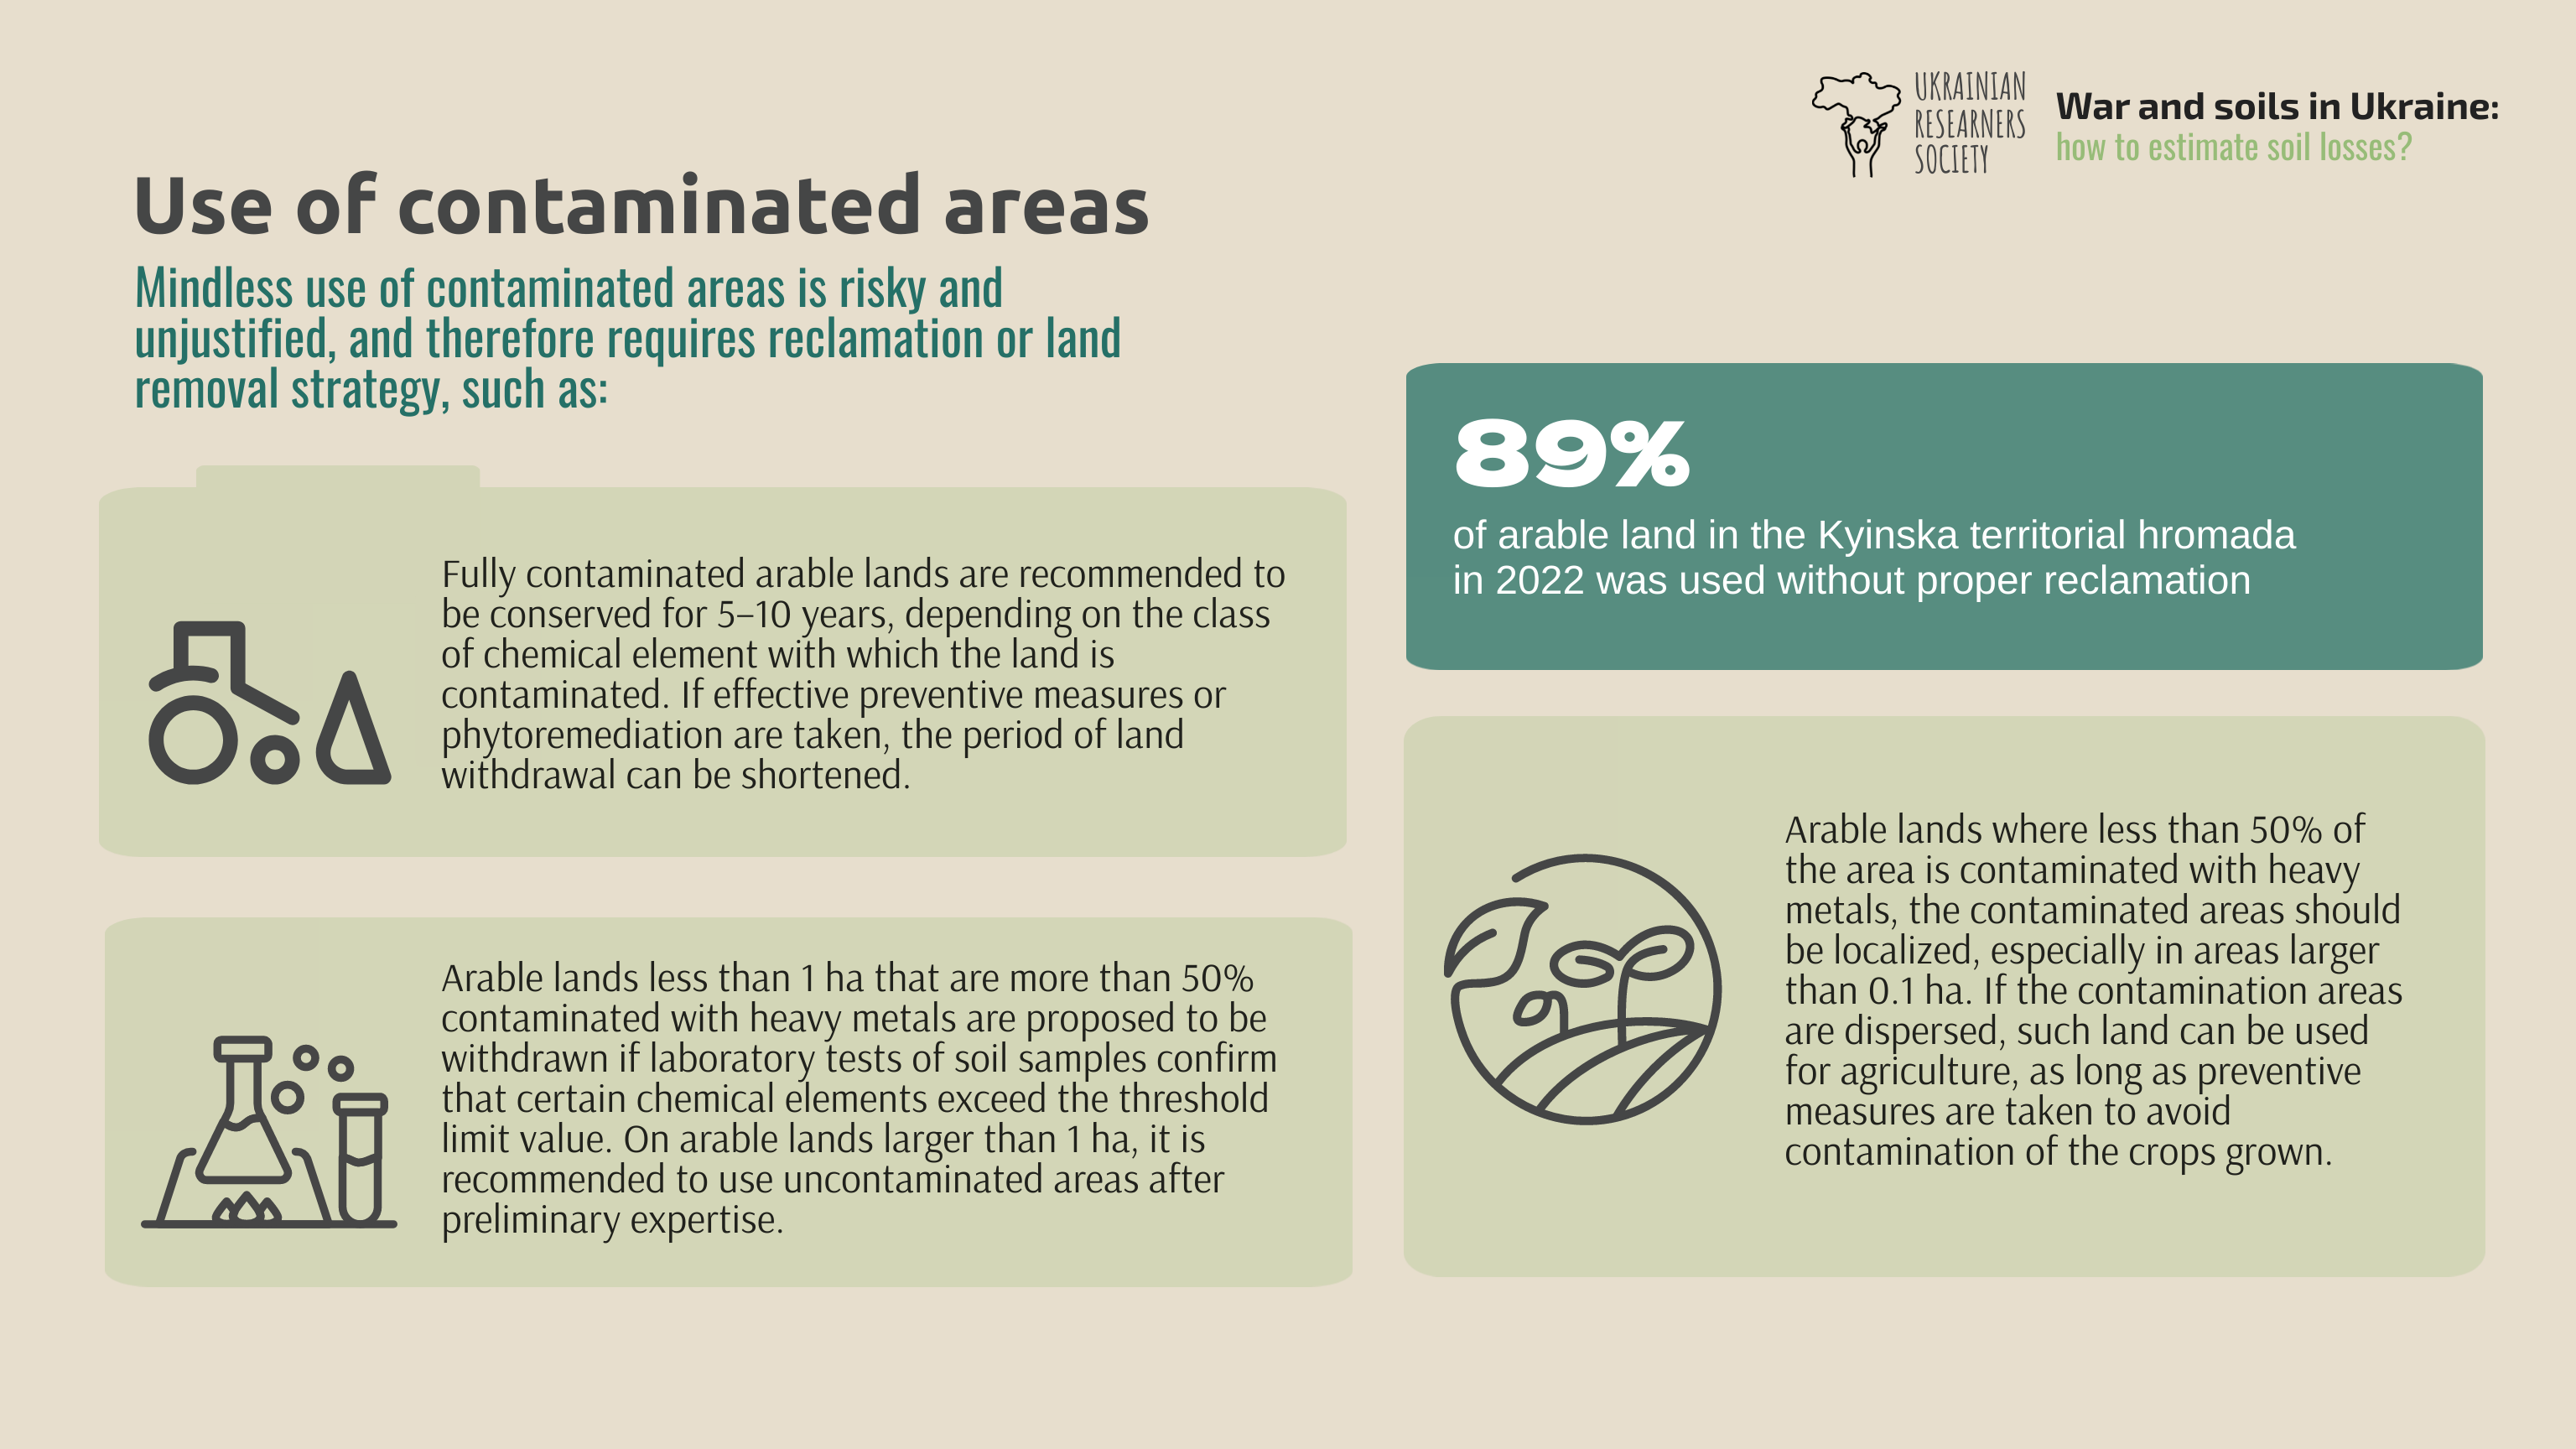 UKRAINIAN
RESEARNERS
SOCIETY
War and soils in Ukraine:
how to estimate soil losses?
Use of contaminated areas
Mindless use of contaminated areas is risky and
unjustified, and therefore requires reclamation or land
removal strategy, such as:
Fully contaminated arable lands are recommended to
be conserved for 5–10 years, depending on the class
of chemical element with which the land is
contaminated. If effective preventive measures or
phytoremediation are taken, the period of land
withdrawal can be shortened.
Arable lands less than 1 ha that are more than 50%
contaminated with heavy metals are proposed to be
withdrawn if laboratory tests of soil samples confirm
that certain chemical elements exceed the threshold
limit value. On arable lands larger than 1 ha, it is
recommended to use uncontaminated areas after
preliminary expertise.
89%
of arable land in the Kyinska territorial hromada
in 2022 was used without proper reclamation
Arable lands where less than 50% of
the area is contaminated with heavy
metals, the contaminated areas should
be localized, especially in areas larger
than 0.1 ha. If the contamination areas
are dispersed, such land can be used
for agriculture, as long as preventive
measures are taken to avoid
contamination of the crops grown.